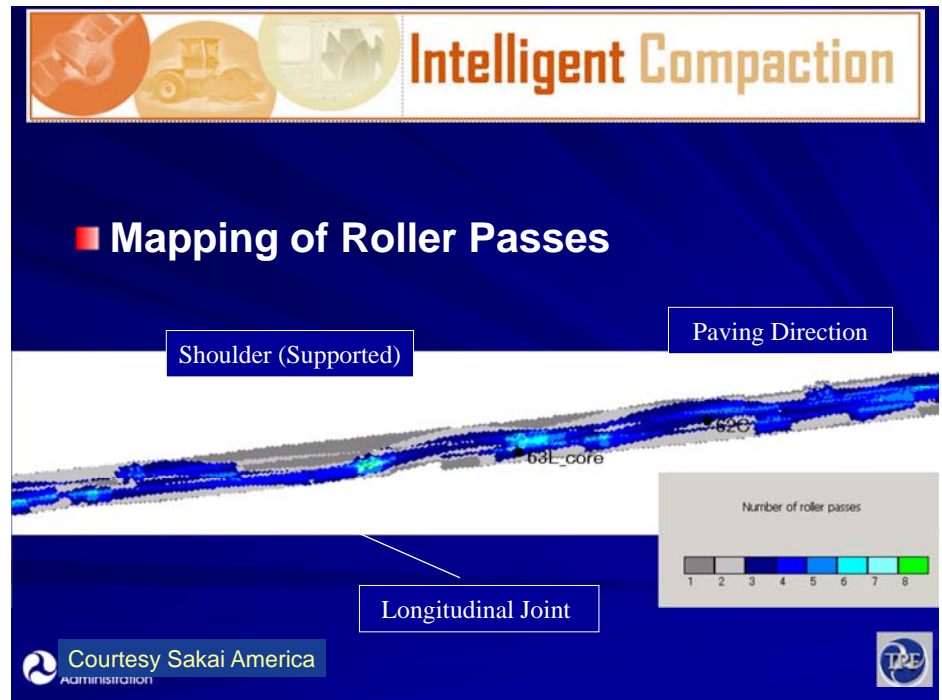 Intelligent Compaction
Mapping of Roller Passes
Paving Direction
Shoulder (Supported)
62C
63L_core
Number of roller passes
1 2 3 4 5 6 7 8
Longitudinal Joint
Courtesy Sakai America
Administration